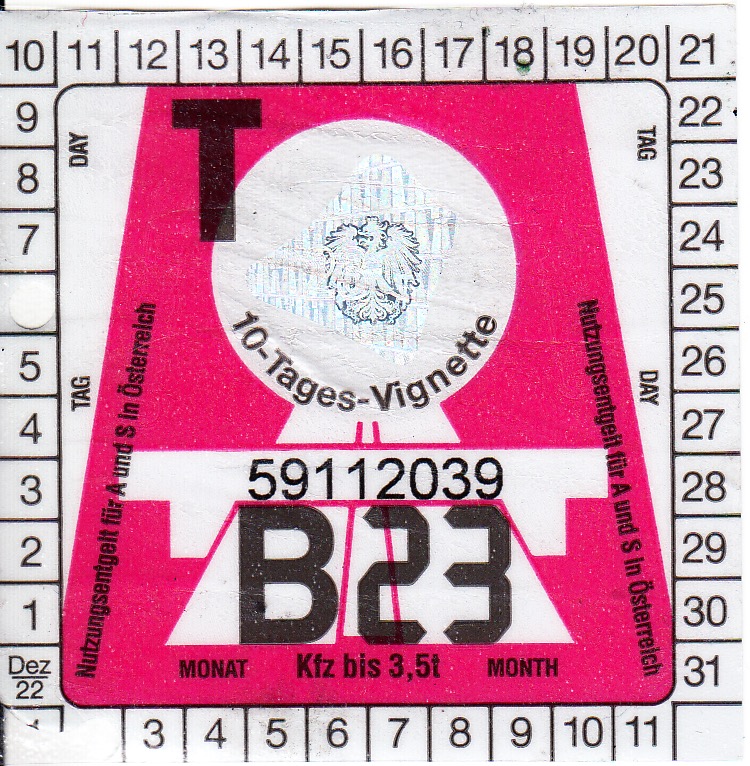 10 11 12 13 14 15 16 17 18 19 20 21
9
8
7
5
4
3
2
1
Dez
22
22
23
24
25
26
27
28
29
30
31
3 4 5 6 7 8 9 10 11
DAY
TAG
TAG
DAY
T
10-Tages-Vignette
Nutzungsentgelt für A und S in Österreich
Nutzungsentgelt für A und S in Österreich
59112039
B23
MONAT Kfz bis 3,5t MONTH